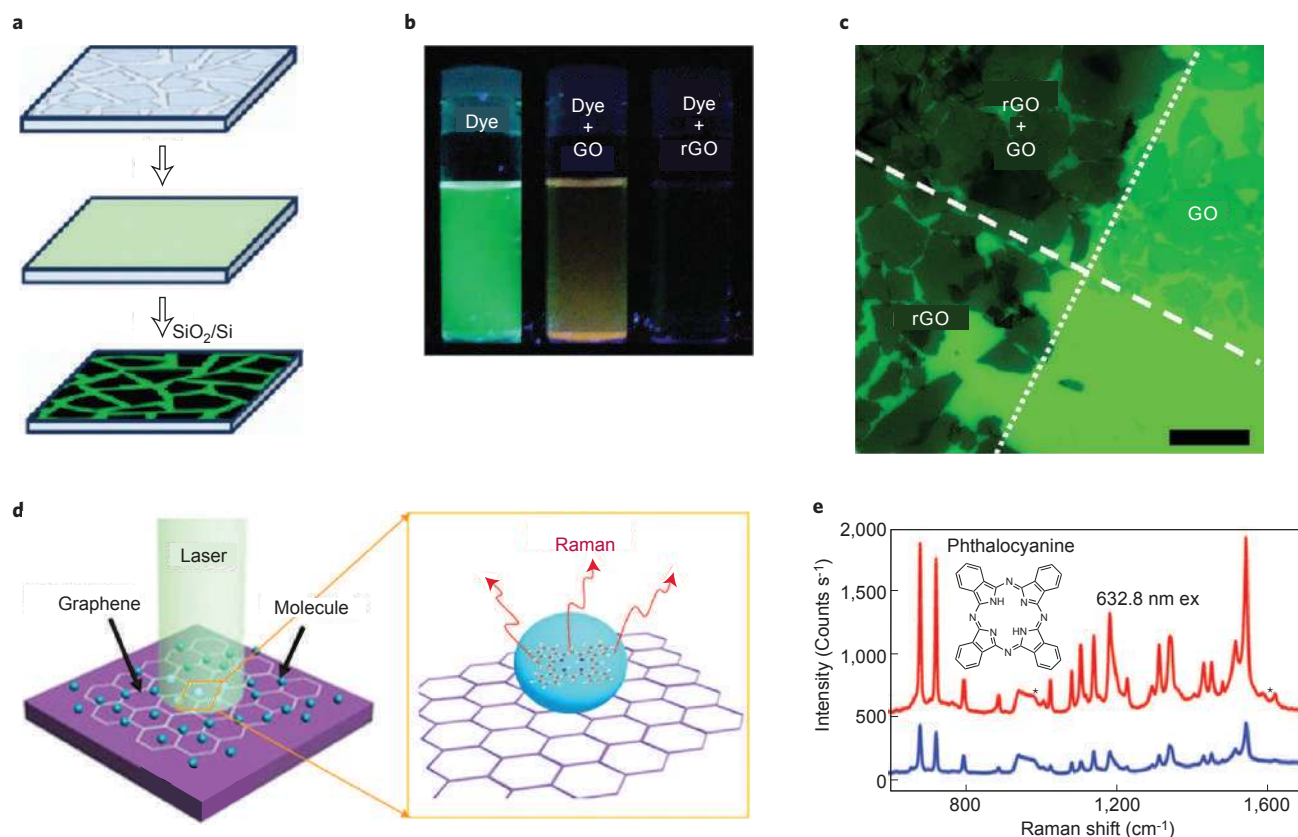 a
SiO₂/Si
b
Dye
Dye
+
GO
Dye
+
rGO
c
rGO
+
GO
GO
rGO
d
Laser
Graphene
Molecule
Raman
e
2,000
1,500
1,000
500
0
Intensity (Counts s⁻¹)
Phthalocyanine
N
N
N
NH
N
N
HN
N
632.8 nm ex
*
*
800
1,200
1,600
Raman shift (cm⁻¹)